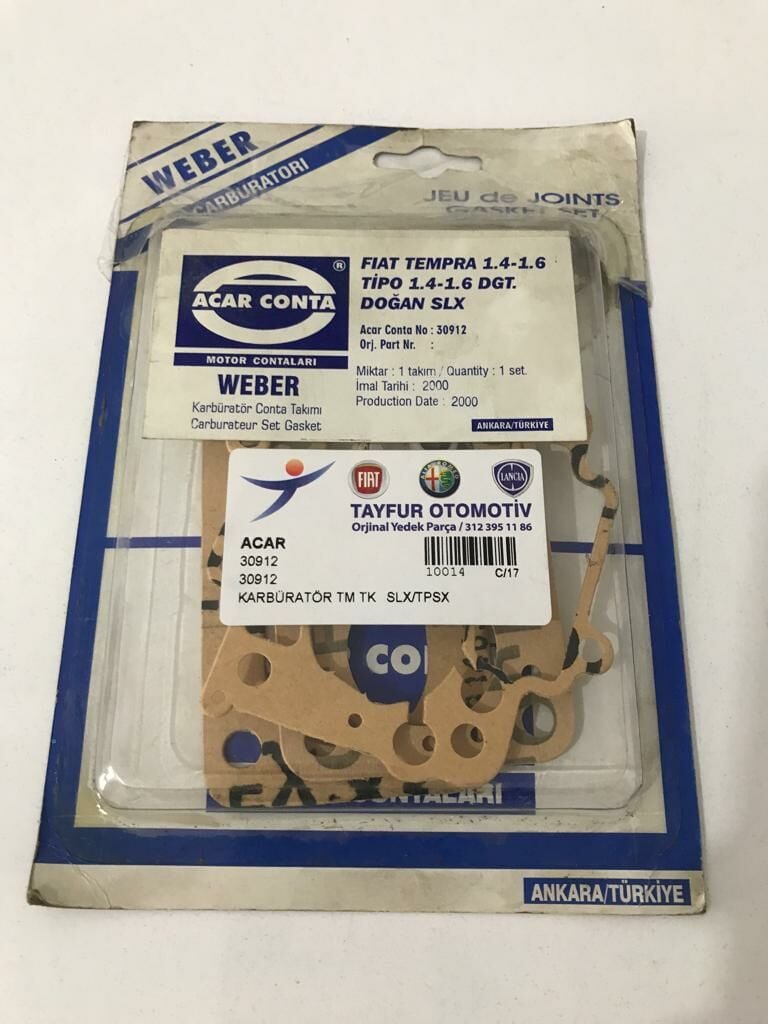 WEBER
CARBURATORI
JEU de JOINTS
GASKET SET
ACAR CONTA ®
MOTOR CONTALARI
WEBER
Karbüratör Conta Takımı
Carburateur Set Gasket
FIAT TEMPRA 1.4-1.6
TİPO 1.4-1.6 DGT.
DOĞAN SLX
Acar Conta No : 30912
Orj. Part Nr. :
Miktar : 1 takım / Quantity : 1 set.
İmal Tarihi : 2000
Production Date : 2000
ANKARA/TÜRKİYE
FIAT
ALFA ROMEO
LANCIA
TAYFUR OTOMOTİV
Orjinal Yedek Parça / 312 395 11 86
ACAR
30912
30912
10014 C/17
KARBÜRATÖR TM TK SLX/TPSX
CO
CONTALARI
ANKARA/TÜRKİYE